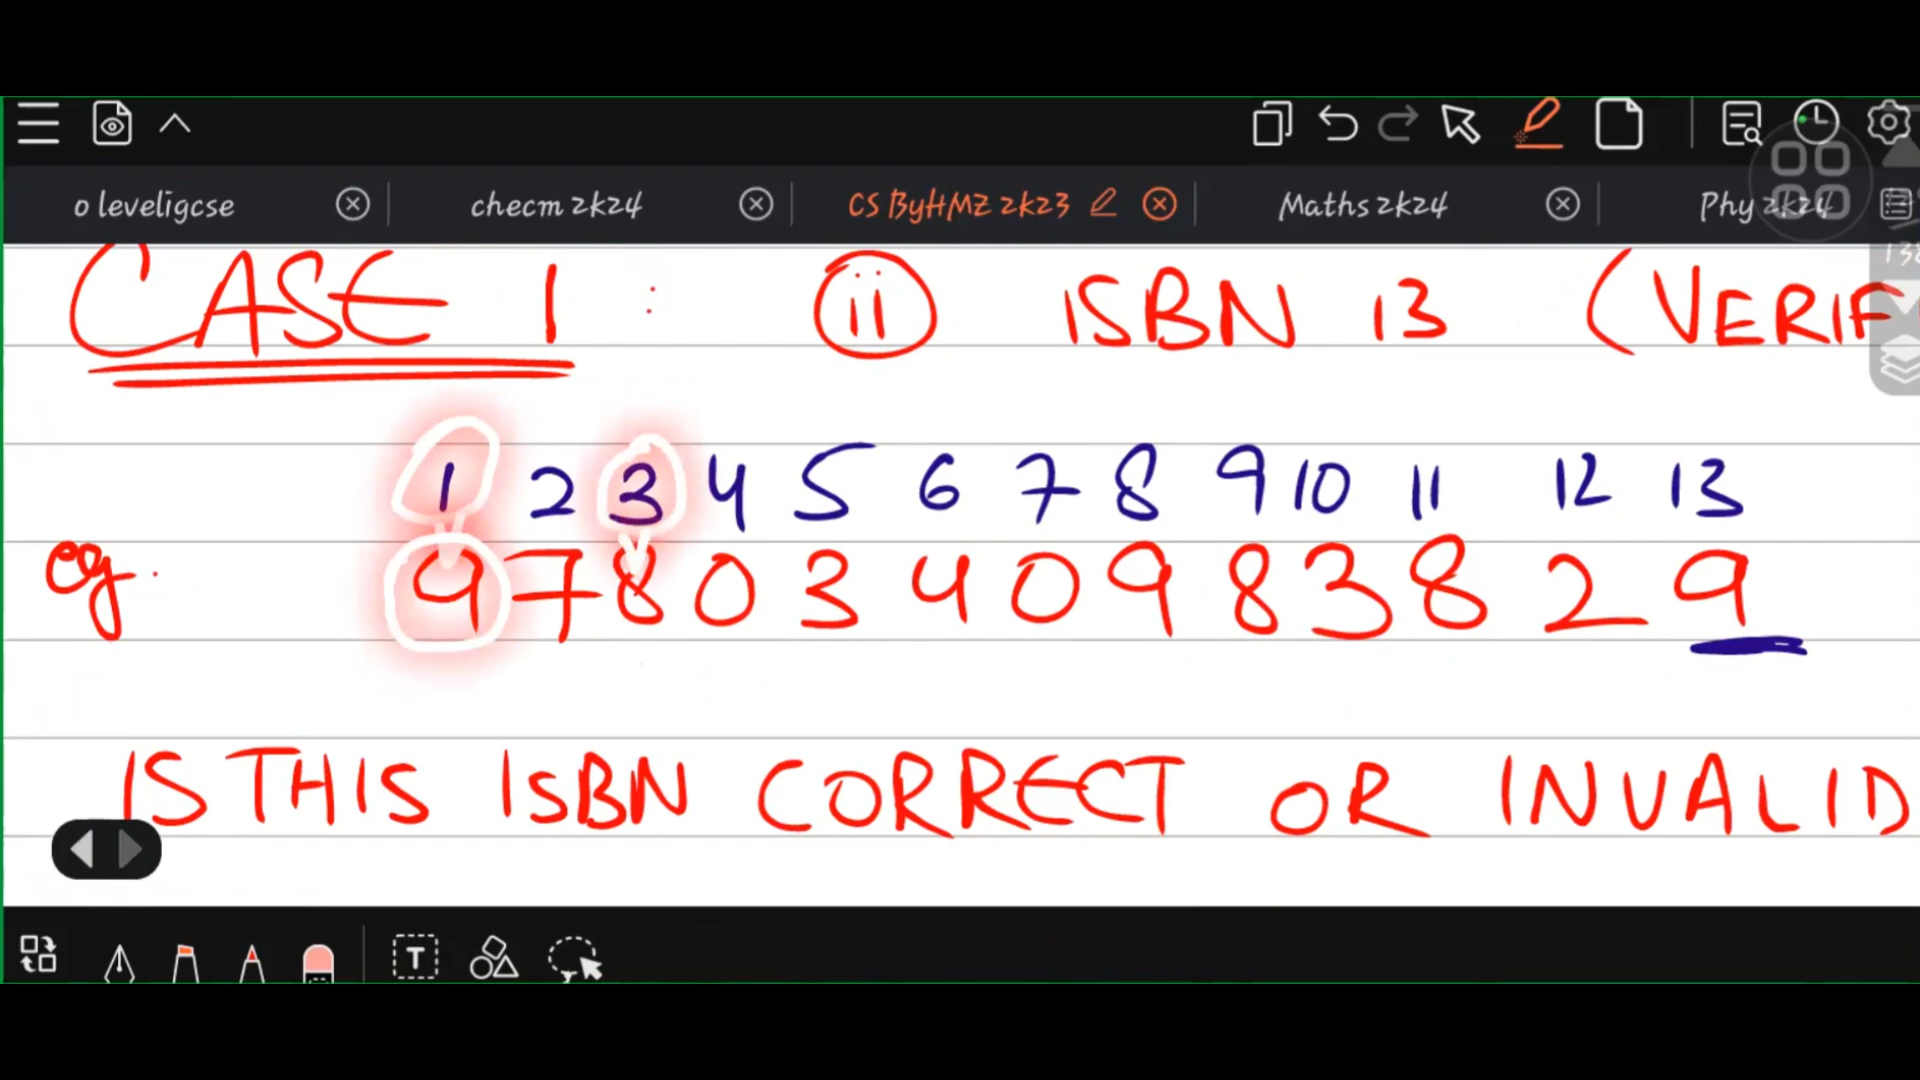 o leveligcse checm 2k24 CS ByHMZ 2k23 Maths 2k24 Phy 2k24
CASE 1 : ii ISBN 13 (VERIF
1 2 3 4 5 6 7 8 9 10 11 12 13
eg. 9 7 8 0 3 4 0 9 8 3 8 2 9
IS THIS ISBN CORRECT OR INVALID
T